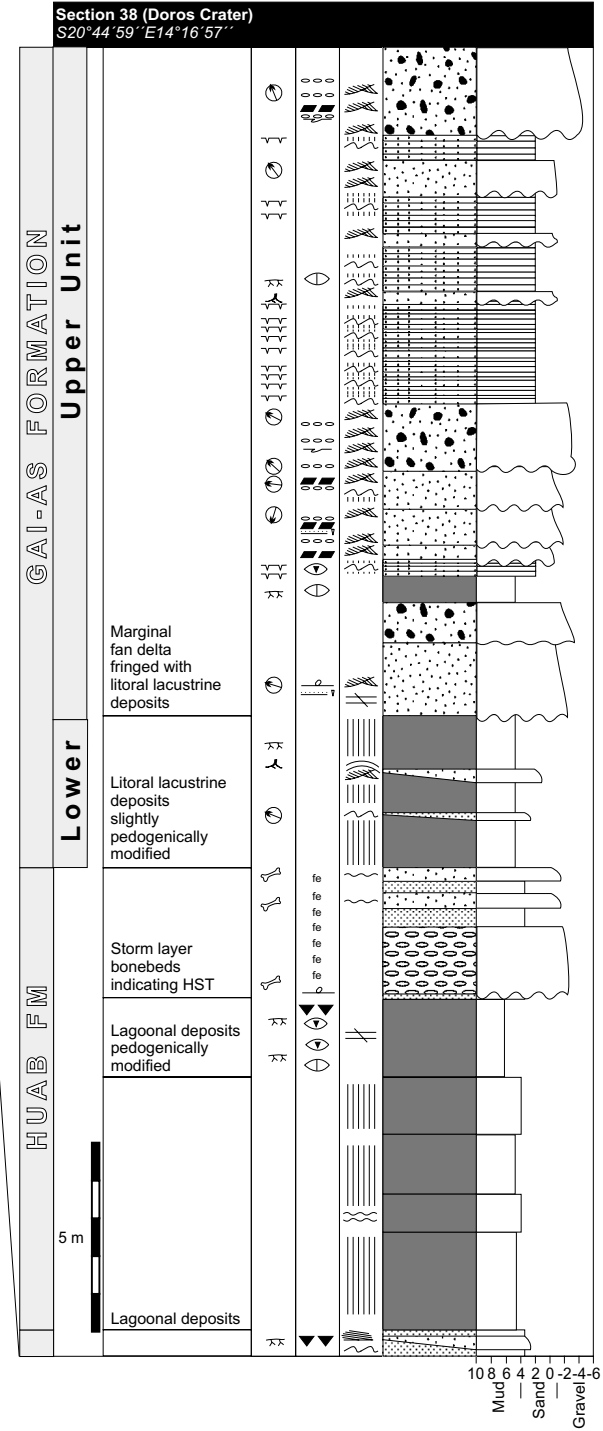 Section 38 (Doros Crater)
S20°44´59´´E14°16´57´´
GAI-AS FORMATION
Upper Unit
Marginal
fan delta
fringed with
litoral lacustrine
deposits
Lower
Litoral lacustrine
deposits
slightly
pedogenically
modified
HUAB FM
fe
fe
fe
fe
fe
fe
fe
Storm layer
bonebeds
indicating HST
Lagoonal deposits
pedogenically
modified
5 m
Lagoonal deposits
10 8 6 4 2 0 -2 -4 -6
Mud
Sand
Gravel